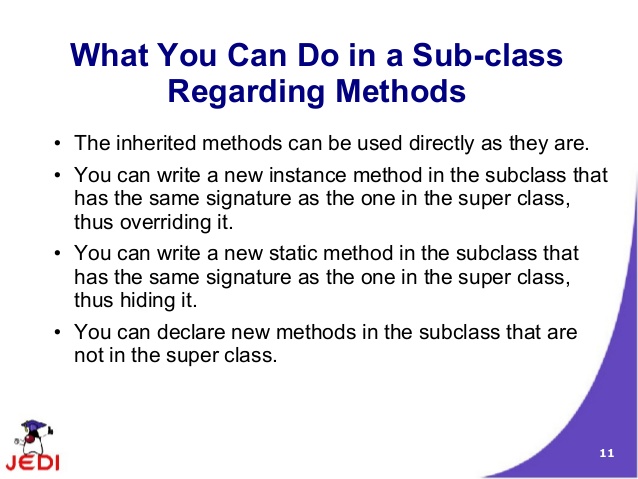 What You Can Do in a Sub-class
Regarding Methods
• The inherited methods can be used directly as they are.
• You can write a new instance method in the subclass that
has the same signature as the one in the super class,
thus overriding it.
• You can write a new static method in the subclass that
has the same signature as the one in the super class,
thus hiding it.
• You can declare new methods in the subclass that are
not in the super class.
JEDI
11